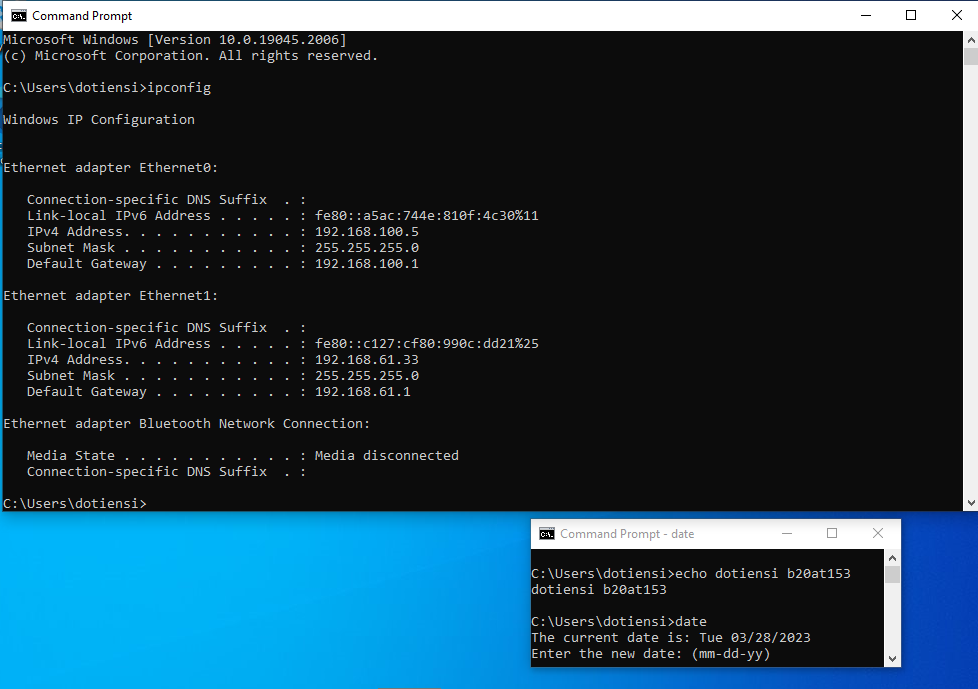 Command Prompt
Microsoft Windows [Version 10.0.19045.2006]
(c) Microsoft Corporation. All rights reserved.
C:\Users\dotiensi>ipconfig
Windows IP Configuration
Ethernet adapter Ethernet0:
Connection-specific DNS Suffix  . :
Link-local IPv6 Address . . . . . : fe80::a5ac:744e:810f:4c30%11
IPv4 Address. . . . . . . . . . . : 192.168.100.5
Subnet Mask . . . . . . . . . . . : 255.255.255.0
Default Gateway . . . . . . . . . : 192.168.100.1
Ethernet adapter Ethernet1:
Connection-specific DNS Suffix  . :
Link-local IPv6 Address . . . . . : fe80::c127:cf80:990c:dd21%25
IPv4 Address. . . . . . . . . . . : 192.168.61.33
Subnet Mask . . . . . . . . . . . : 255.255.255.0
Default Gateway . . . . . . . . . : 192.168.61.1
Ethernet adapter Bluetooth Network Connection:
Media State . . . . . . . . . . . : Media disconnected
Connection-specific DNS Suffix  . :
C:\Users\dotiensi>
Command Prompt - date
C:\Users\dotiensi>echo dotiensi b20at153
dotiensi b20at153
C:\Users\dotiensi>date
The current date is: Tue 03/28/2023
Enter the new date: (mm-dd-yy)